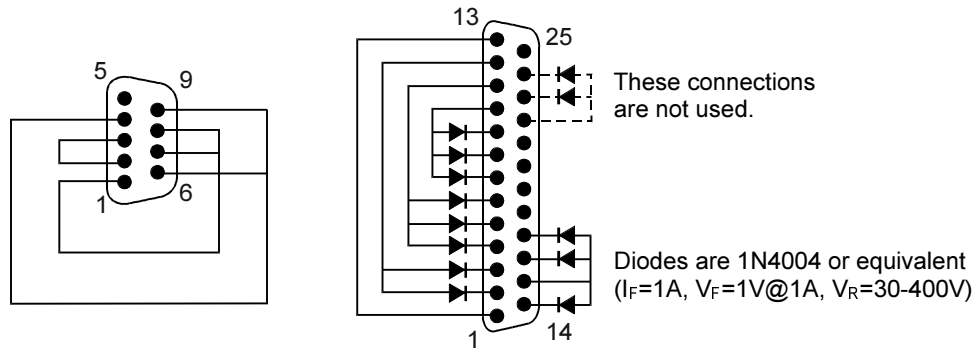 13
25
5
9
These connections
are not used.
1
6
Diodes are 1N4004 or equivalent
(IF=1A, VF=1V@1A, VR=30-400V)
1
14